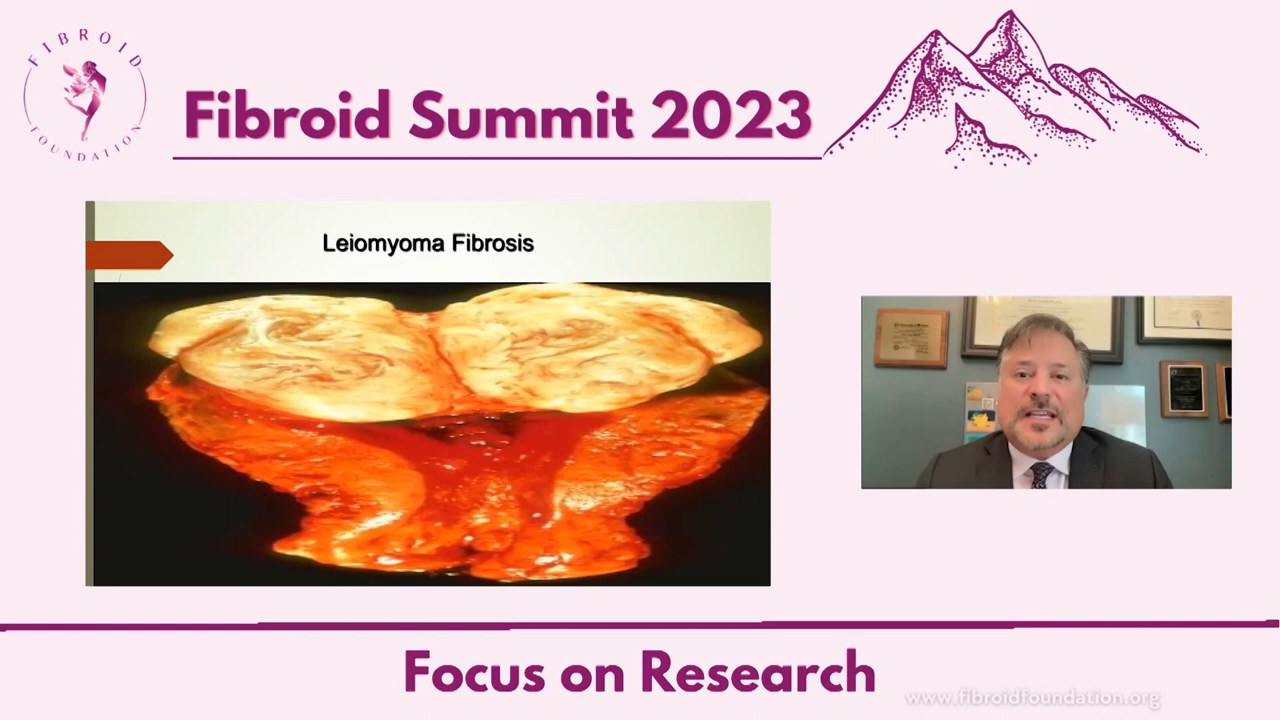 FIBROID
FOUNDATION
Fibroid Summit 2023
Leiomyoma Fibrosis
Focus on Research
www.fibroidfoundation.org